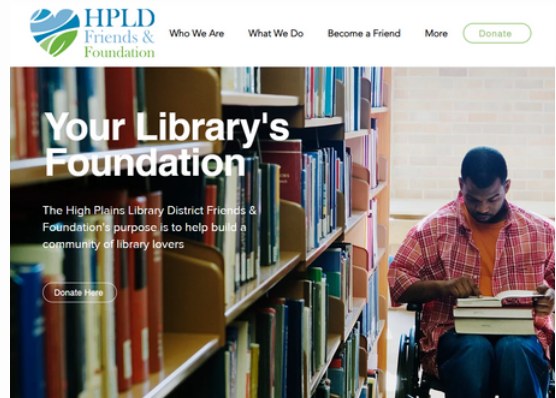 HPLD
Friends &
Foundation
Who We Are
What We Do
Become a Friend
More
Donate
Your Library's
Foundation
The High Plains Library District Friends &
Foundation's purpose is to help build a
community of library lovers
Donate Here